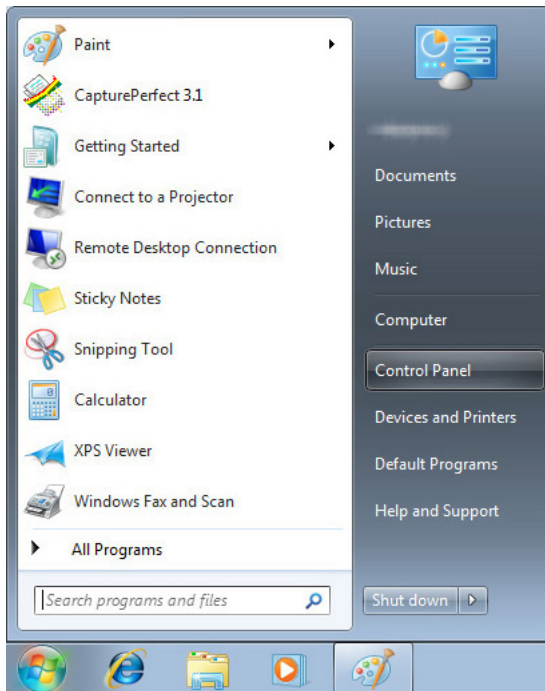 Paint
CapturePerfect 3.1
Getting Started
Connect to a Projector
Remote Desktop Connection
Sticky Notes
Snipping Tool
Calculator
XPS Viewer
Windows Fax and Scan
All Programs
Search programs and files
Documents
Pictures
Music
Computer
Control Panel
Devices and Printers
Default Programs
Help and Support
Shut down